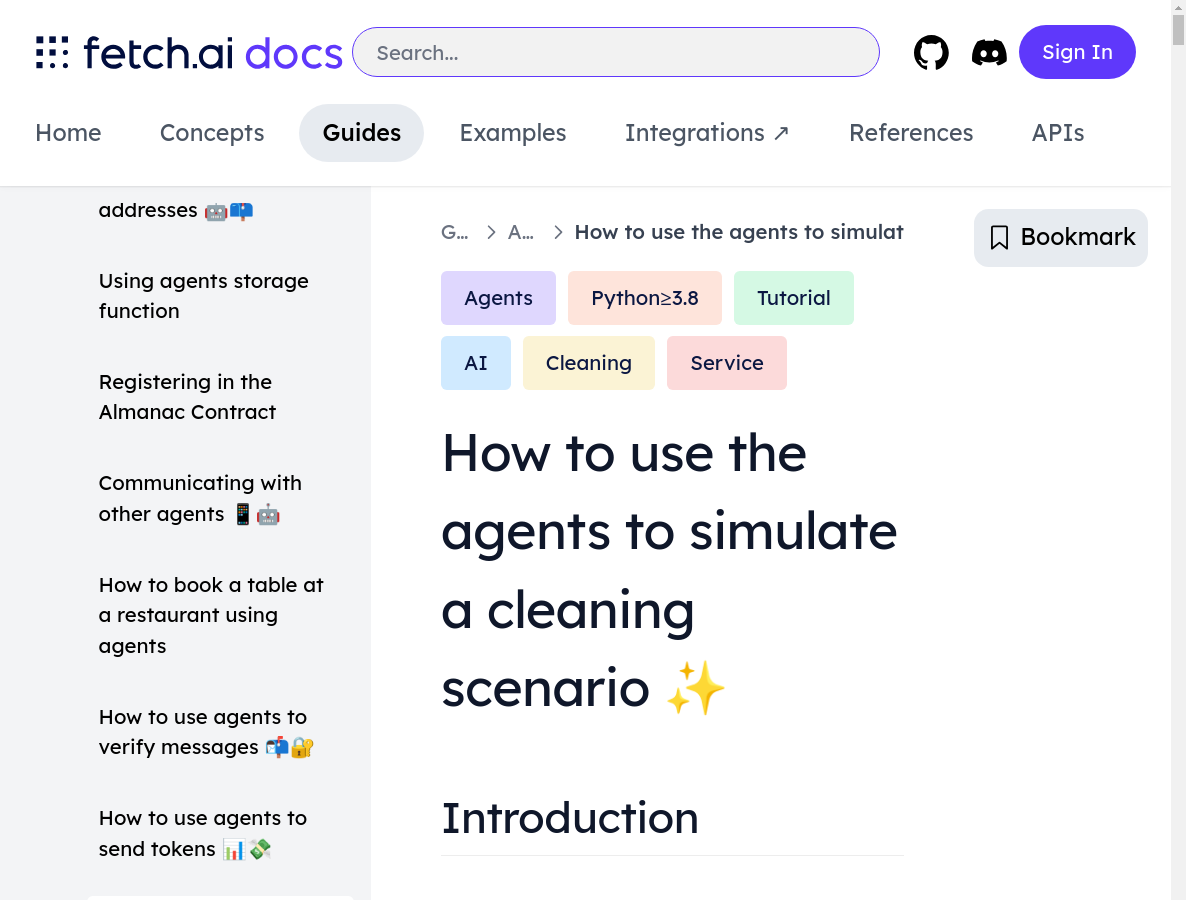 fetch.ai docs
Search...
Sign In
Home
Concepts
Guides
Examples
Integrations ↗
References
APIs
addresses 🤖📪
Using agents storage
function
Registering in the
Almanac Contract
Communicating with
other agents 📱🤖
How to book a table at
a restaurant using
agents
How to use agents to
verify messages 📬🔐
How to use agents to
send tokens 📊💸
G...
A...
How to use the agents to simulat
Bookmark
Agents
Python≥3.8
Tutorial
AI
Cleaning
Service
How to use the
agents to simulate
a cleaning
scenario ✨
Introduction